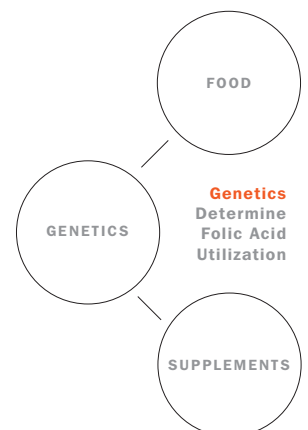 FOOD
Genetics
Determine
Folic Acid
Utilization
GENETICS
SUPPLEMENTS